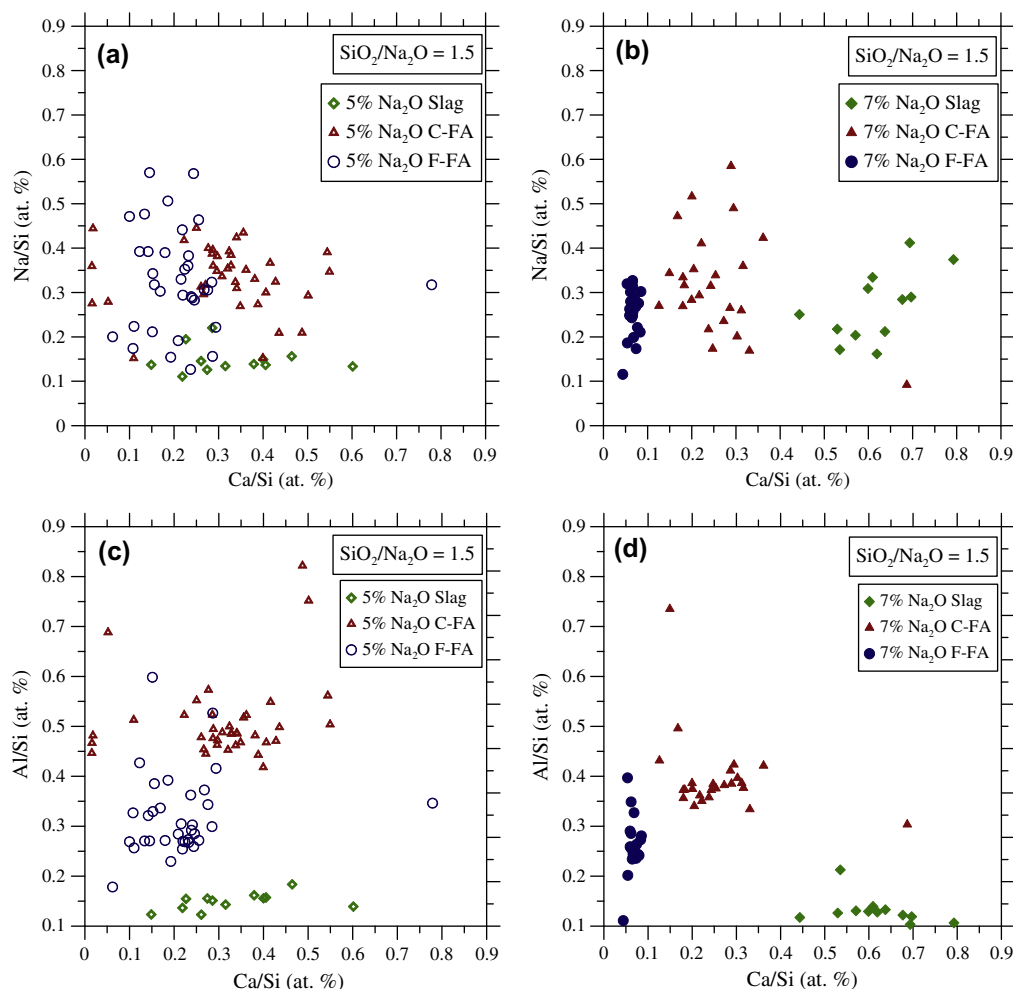 (a)
SiO₂/Na₂O = 1.5
5% Na₂O Slag
5% Na₂O C-FA
5% Na₂O F-FA
0.9
0.8
0.7
0.6
0.5
0.4
0.3
0.2
0.1
0
Na/Si (at. %)
0 0.1 0.2 0.3 0.4 0.5 0.6 0.7 0.8 0.9
Ca/Si (at. %)
(b)
SiO₂/Na₂O = 1.5
7% Na₂O Slag
7% Na₂O C-FA
7% Na₂O F-FA
0.9
0.8
0.7
0.6
0.5
0.4
0.3
0.2
0.1
0
Na/Si (at. %)
0 0.1 0.2 0.3 0.4 0.5 0.6 0.7 0.8 0.9
Ca/Si (at. %)
(c)
SiO₂/Na₂O = 1.5
5% Na₂O Slag
5% Na₂O C-FA
5% Na₂O F-FA
0.9
0.8
0.7
0.6
0.5
0.4
0.3
0.2
0.1
Al/Si (at. %)
0 0.1 0.2 0.3 0.4 0.5 0.6 0.7 0.8 0.9
Ca/Si (at. %)
(d)
SiO₂/Na₂O = 1.5
7% Na₂O Slag
7% Na₂O C-FA
7% Na₂O F-FA
0.9
0.8
0.7
0.6
0.5
0.4
0.3
0.2
0.1
Al/Si (at. %)
0 0.1 0.2 0.3 0.4 0.5 0.6 0.7 0.8 0.9
Ca/Si (at. %)